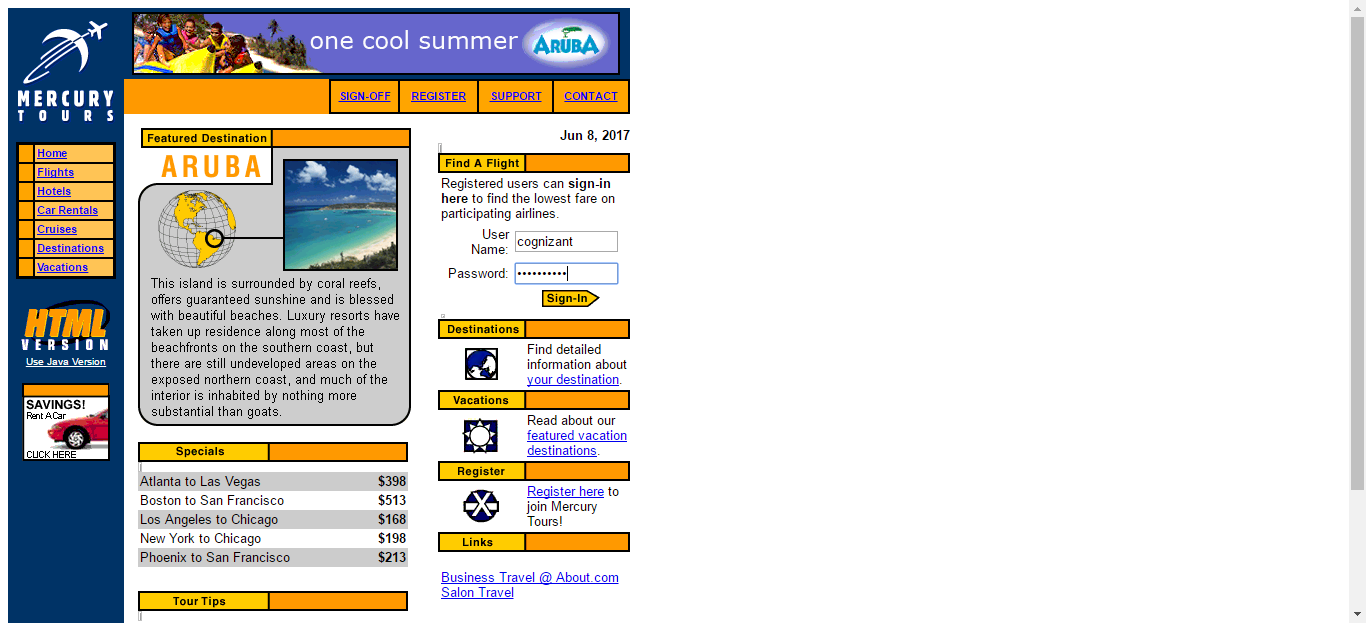 one cool summer ARUBA
MERCURY
TOURS
SIGN-OFF REGISTER SUPPORT CONTACT
Home
Flights
Hotels
Car Rentals
Cruises
Destinations
Vacations
HTML
VERSION
Use Java Version
SAVINGS!
Rent A Car
CLICK HERE
Featured Destination
ARUBA
This island is surrounded by coral reefs,
offers guaranteed sunshine and is blessed
with beautiful beaches. Luxury resorts have
taken up residence along most of the
beachfronts on the southern coast, but
there are still undeveloped areas on the
exposed northern coast, and much of the
interior is inhabited by nothing more
substantial than goats.
Specials
Atlanta to Las Vegas $398
Boston to San Francisco $513
Los Angeles to Chicago $168
New York to Chicago $198
Phoenix to San Francisco $213
Tour Tips
Jun 8, 2017
Find A Flight
Registered users can sign-in
here to find the lowest fare on
participating airlines.
User
Name: cognizant
Password: ••••••••••
Sign-In
Destinations
Find detailed
information about
your destination.
Vacations
Read about our
featured vacation
destinations.
Register
Register here to
join Mercury
Tours!
Links
Business Travel @ About.com
Salon Travel